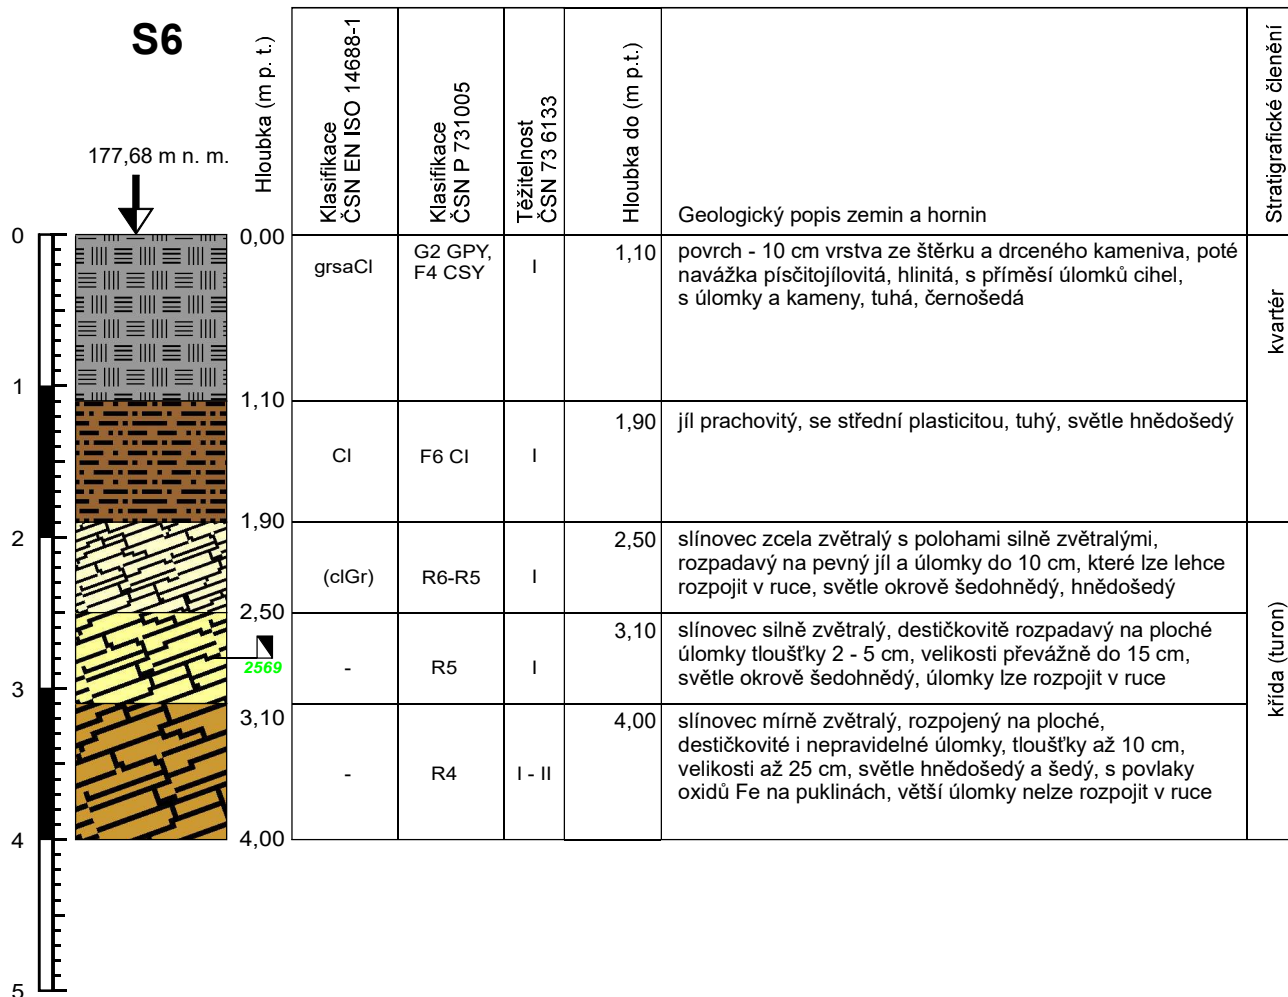 S6
177,68 m n. m.
Hloubka (m p. t.)
Klasifikace
ČSN EN ISO 14688-1
Klasifikace
ČSN P 731005
Těžitelnost
ČSN 73 6133
Hloubka do (m p.t.)
Geologický popis zemin a hornin
Stratigrafické členění
0
0,00
grsaCl
G2 GPY,
F4 CSY
I
1,10
povrch - 10 cm vrstva ze štěrku a drceného kameniva, poté
navážka písčitojílovitá, hlinitá, s příměsí úlomků cihel,
s úlomky a kameny, tuhá, černošedá
kvartér
1
1,10
Cl
F6 CI
I
1,90
jíl prachovitý, se střední plasticitou, tuhý, světle hnědošedý
1,90
2
(clGr)
R6-R5
I
2,50
slínovec zcela zvětralý s polohami silně zvětralými,
rozpadavý na pevný jíl a úlomky do 10 cm, které lze lehce
rozpojit v ruce, světle okrově šedohnědý, hnědošedý
křída (turon)
2,50
2569
-
R5
I
3,10
slínovec silně zvětralý, destičkovitě rozpadavý na ploché
úlomky tloušťky 2 - 5 cm, velikosti převážně do 15 cm,
světle okrově šedohnědý, úlomky lze rozpojit v ruce
3
3,10
-
R4
I - II
4,00
slínovec mírně zvětralý, rozpojený na ploché,
destičkovité i nepravidelné úlomky, tloušťky až 10 cm,
velikosti až 25 cm, světle hnědošedý a šedý, s povlaky
oxidů Fe na puklinách, větší úlomky nelze rozpojit v ruce
4
4,00
5